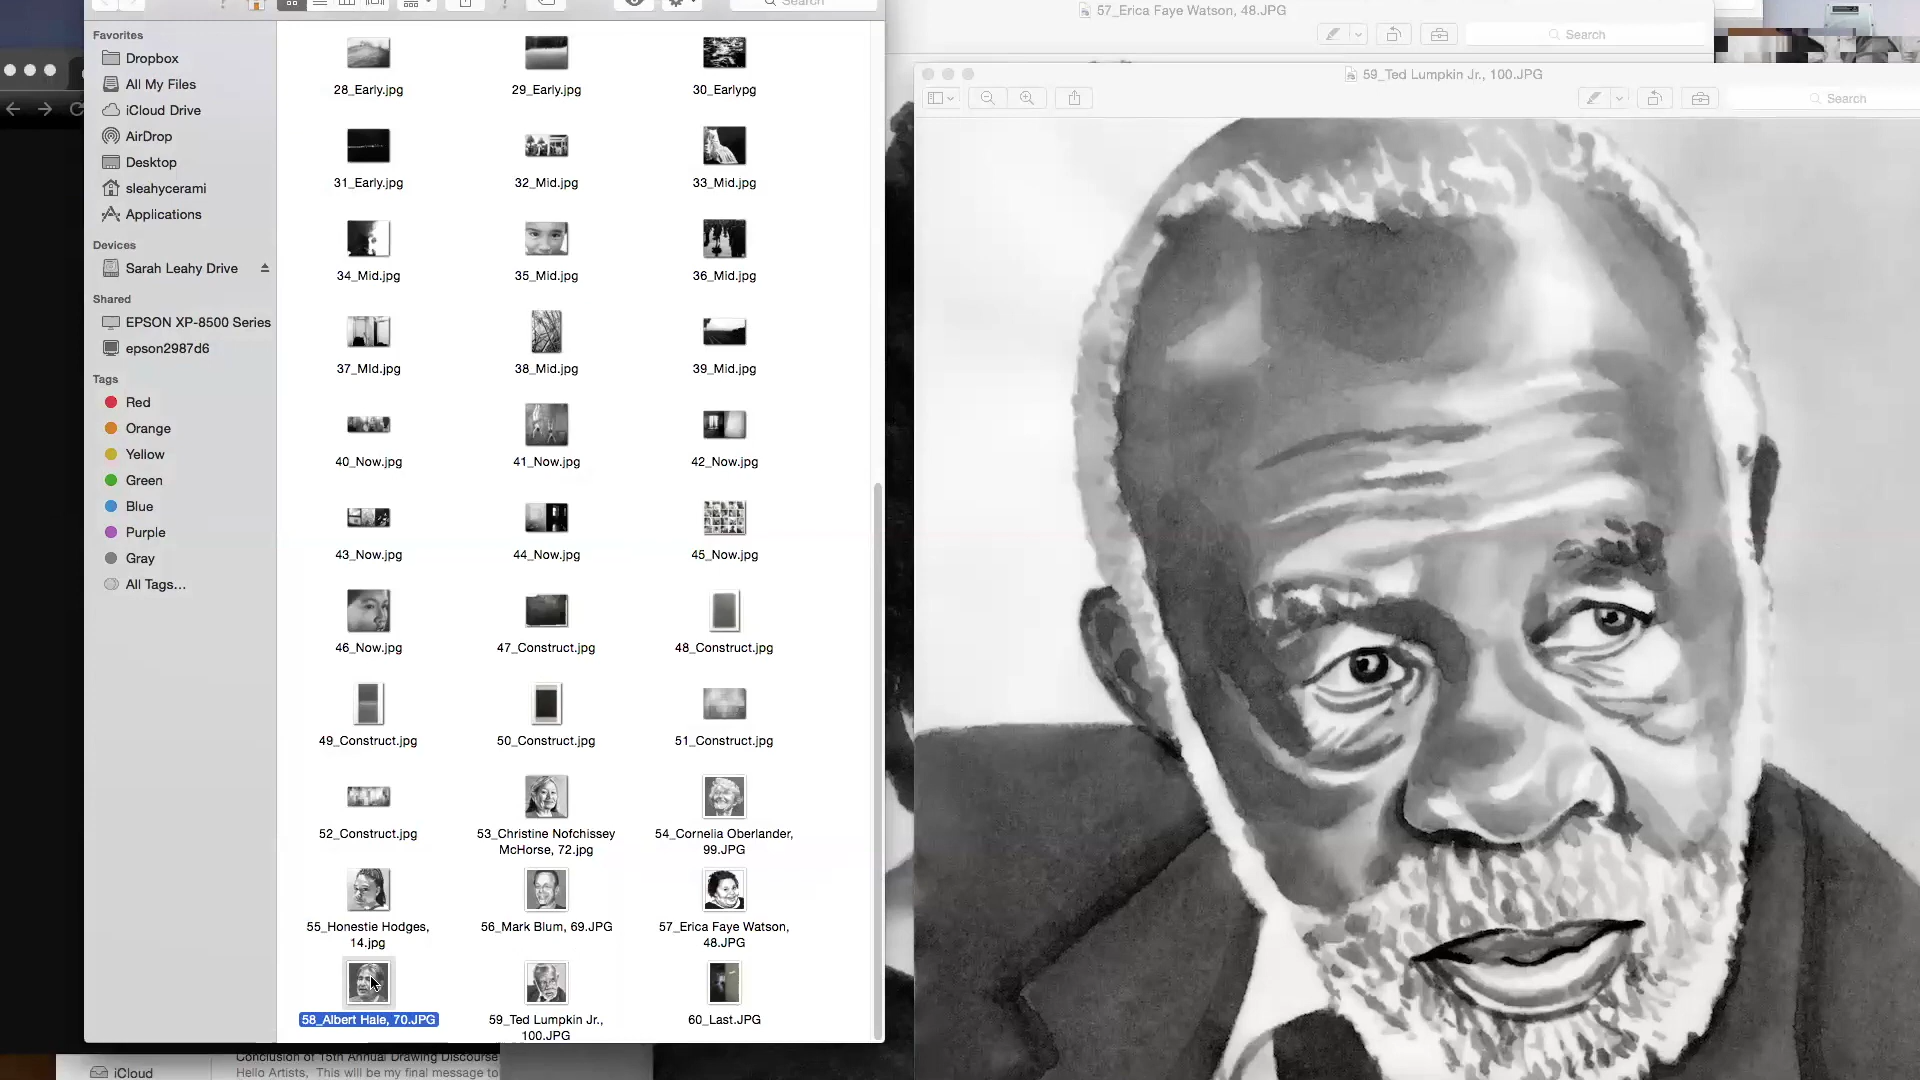 Search
57_Erica Faye Watson, 48.JPG
Search
59_Ted Lumpkin Jr., 100.JPG
Search
Favorites
Dropbox
All My Files
iCloud Drive
AirDrop
Desktop
sleahycerami
Applications
Devices
Sarah Leahy Drive
Shared
EPSON XP-8500 Series
epson2987d6
Tags
Red
Orange
Yellow
Green
Blue
Purple
Gray
All Tags...
28_Early.jpg
29_Early.jpg
30_Earlypg
31_Early.jpg
32_Mid.jpg
33_Mid.jpg
34_Mid.jpg
35_Mid.jpg
36_Mid.jpg
37_MId.jpg
38_Mid.jpg
39_Mid.jpg
40_Now.jpg
41_Now.jpg
42_Now.jpg
43_Now.jpg
44_Now.jpg
45_Now.jpg
46_Now.jpg
47_Construct.jpg
48_Construct.jpg
49_Construct.jpg
50_Construct.jpg
51_Construct.jpg
52_Construct.jpg
53_Christine Nofchissey
McHorse, 72.jpg
54_Cornelia Oberlander,
99.JPG
55_Honestie Hodges,
14.jpg
56_Mark Blum, 69.JPG
57_Erica Faye Watson,
48.JPG
58_Albert Hale, 70.JPG
59_Ted Lumpkin Jr.,
100.JPG
60_Last.JPG
Conclusion of 15th Annual Drawing Discourse
iCloud
Hello Artists, This will be my final message to